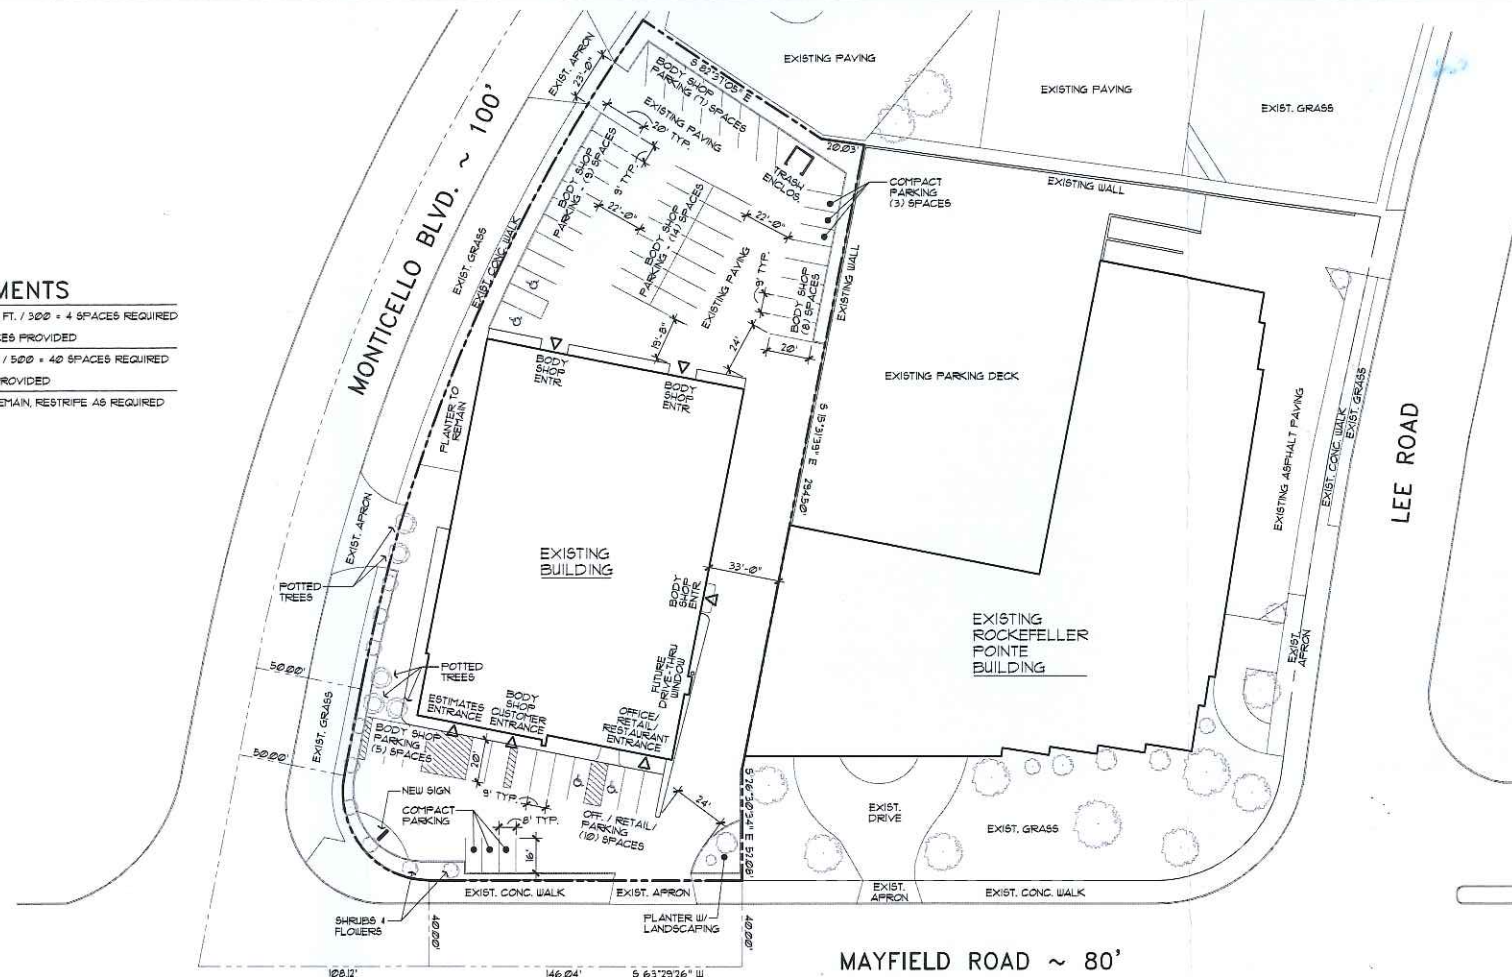 MENTS
FT. / 300 = 4 SPACES REQUIRED
ES PROVIDED
/ 500 = 40 SPACES REQUIRED
ROVIDED
EMAIN, RESTRIPE AS REQUIRED
MONTICELLO BLVD. ~ 100'
EXIST. APRON
23'-0"
BODY SHOP
PARKING (7) SPACES
S 82°37'05" E
EXISTING PAVING
20' TYP.
EXISTING PAVING
EXISTING PAVING
EXIST. GRASS
20.03'
TRASH
ENCLOS.
COMPACT
PARKING
(3) SPACES
EXISTING WALL
BODY SHOP
PARKING - (9) SPACES
9' TYP.
22'-0"
BODY SHOP
PARKING - (14) SPACES
22'-0"
EXISTING PAVING
9' TYP.
BODY SHOP
(8) SPACES
EXISTING WALL
EXIST. GRASS
EXIST. CONC. WALK
19'-8"
24'
20'
BODY
SHOP
ENTR.
BODY
SHOP
ENTR.
EXISTING PARKING DECK
S 15°31'39" E 294.50'
PLANTER TO
REMAIN
EXISTING ASPHALT PAVING
EXIST. CONC. WALK
EXIST. GRASS
LEE ROAD
EXIST. APRON
POTTED
TREES
EXISTING
BUILDING
33'-0"
BODY
SHOP
ENTR.
EXISTING
ROCKEFELLER
POINTE
BUILDING
EXIST.
APRON
50.00'
POTTED
TREES
FUTURE
DRIVE-THRU
WINDOW
EXIST. GRASS
ESTIMATES
ENTRANCE
BODY
SHOP
CUSTOMER
ENTRANCE
OFFICE/
RETAIL/
RESTAURANT
ENTRANCE
50.00'
BODY SHOP
PARKING
(5) SPACES
20'
9' TYP.
NEW SIGN
COMPACT
PARKING
8' TYP.
16'
OFF. / RETAIL/
PARKING
(10) SPACES
24'
S 26°30'34" E 52.08'
EXIST.
DRIVE
EXIST. GRASS
EXIST. CONC. WALK
EXIST. APRON
EXIST.
APRON
EXIST. CONC. WALK
SHRUBS &
FLOWERS
40.00'
PLANTER W/
LANDSCAPING
40.00'
108.12'
146.04'
S 63°29'26" W
MAYFIELD ROAD ~ 80'